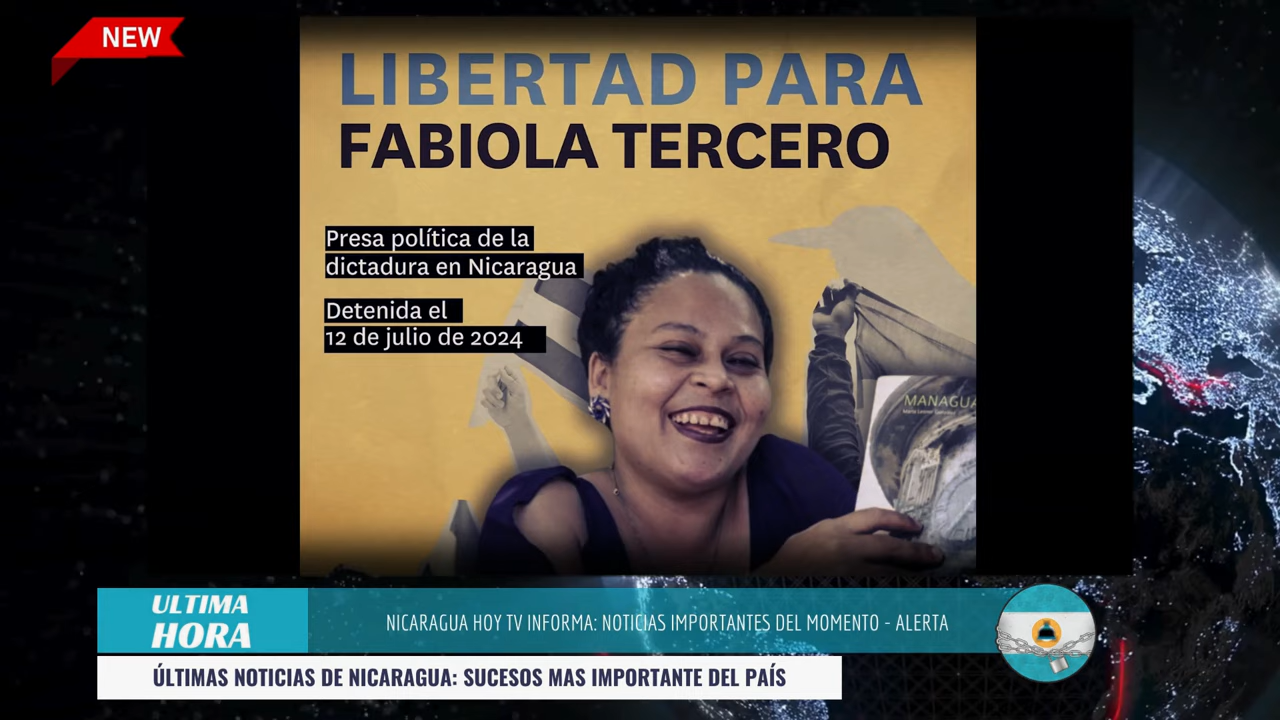 NEW
LIBERTAD PARA
FABIOLA TERCERO
Presa política de la
dictadura en Nicaragua
Detenida el
12 de julio de 2024
MANAGUA
ULTIMA
HORA
NICARAGUA HOY TV INFORMA: NOTICIAS IMPORTANTES DEL MOMENTO - ALERTA
ÚLTIMAS NOTICIAS DE NICARAGUA: SUCESOS MAS IMPORTANTE DEL PAÍS